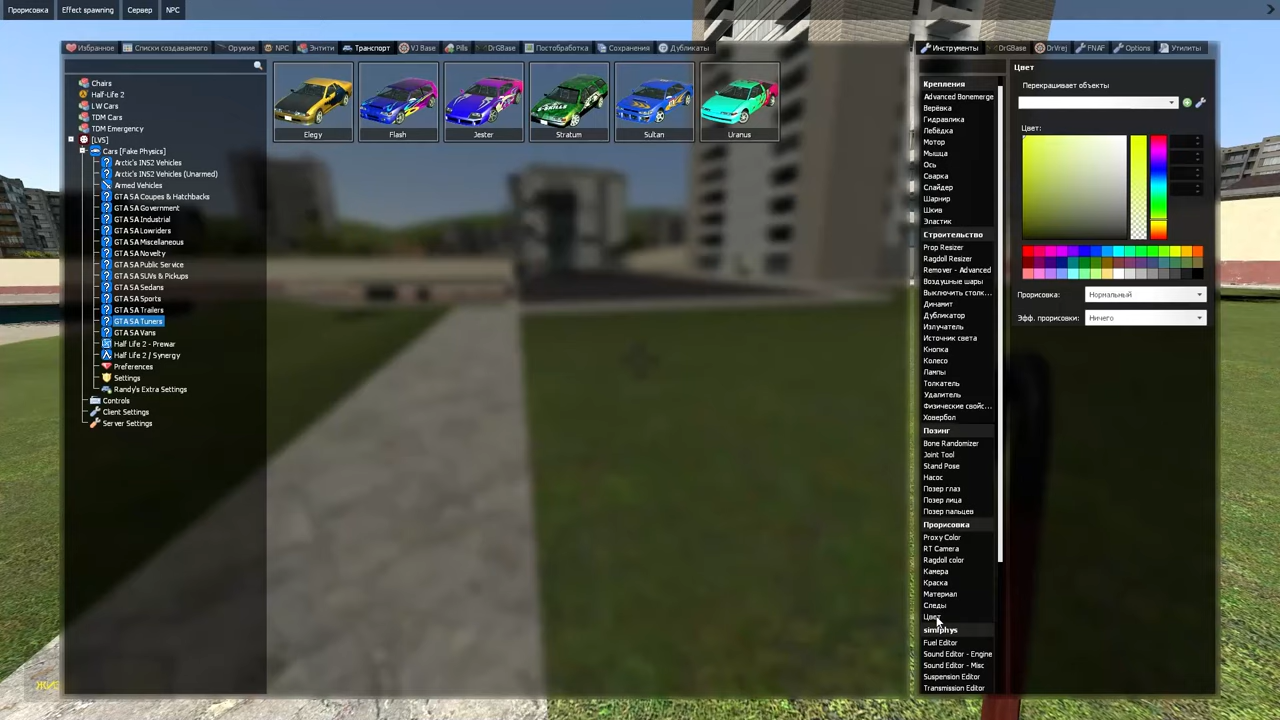 Прорисовка Effect spawning Сервер NPC
Избранное Списки создаваемого Оружие NPC Энтити Транспорт VJ Base Pills DrGBase Постобработка Сохранения Дубликаты
Chairs
Half-Life 2
LW Cars
TDM Cars
TDM Emergency
[LVS]
Cars [Fake Physics]
Arctic's INS2 Vehicles
Arctic's INS2 Vehicles (Unarmed)
Armed Vehicles
GTA SA Coupes & Hatchbacks
GTA SA Government
GTA SA Industrial
GTA SA Lowriders
GTA SA Miscellaneous
GTA SA Novelty
GTA SA Public Service
GTA SA SUVs & Pickups
GTA SA Sedans
GTA SA Sports
GTA SA Trailers
GTA SA Tuners
GTA SA Vans
Half Life 2 - Prewar
Half Life 2 / Synergy
Preferences
Settings
Randy's Extra Settings
Controls
Client Settings
Server Settings
Elegy Flash Jester Stratum Sultan Uranus
Инструменты DrGBase DrVrej FNAF Options Утилиты
Крепления
Advanced Bonemerge
Верёвка
Гидравлика
Лебёдка
Мотор
Мышца
Ось
Сварка
Слайдер
Шарнир
Шкив
Эластик
Строительство
Prop Resizer
Ragdoll Resizer
Remover - Advanced
Воздушные шары
Выключить столк...
Динамит
Дубликатор
Излучатель
Источник света
Кнопка
Колесо
Лампы
Толкатель
Удалитель
Физические свойс...
Ховербол
Позинг
Bone Randomizer
Joint Tool
Stand Pose
Насос
Позер глаз
Позер лица
Позер пальцев
Прорисовка
Proxy Color
RT Camera
Ragdoll color
Камера
Краска
Материал
Следы
Цвет
simfphys
Fuel Editor
Sound Editor - Engine
Sound Editor - Misc
Suspension Editor
Transmission Editor
Цвет
Перекрашивает объекты
Цвет:
Прорисовка: Нормальный
Эфф. прорисовки: Ничего